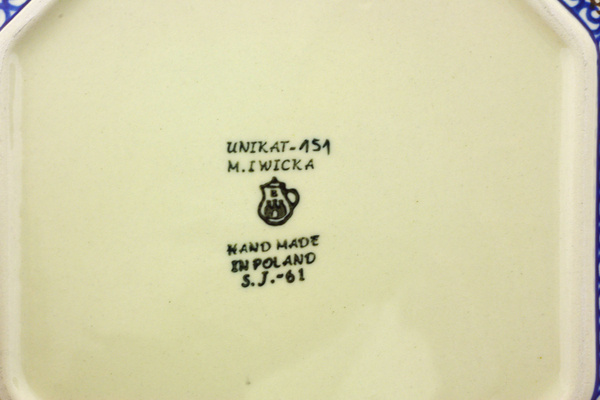 UNIKAT-151
M. IWICKA
HAND MADE
IN POLAND
S. J.-61